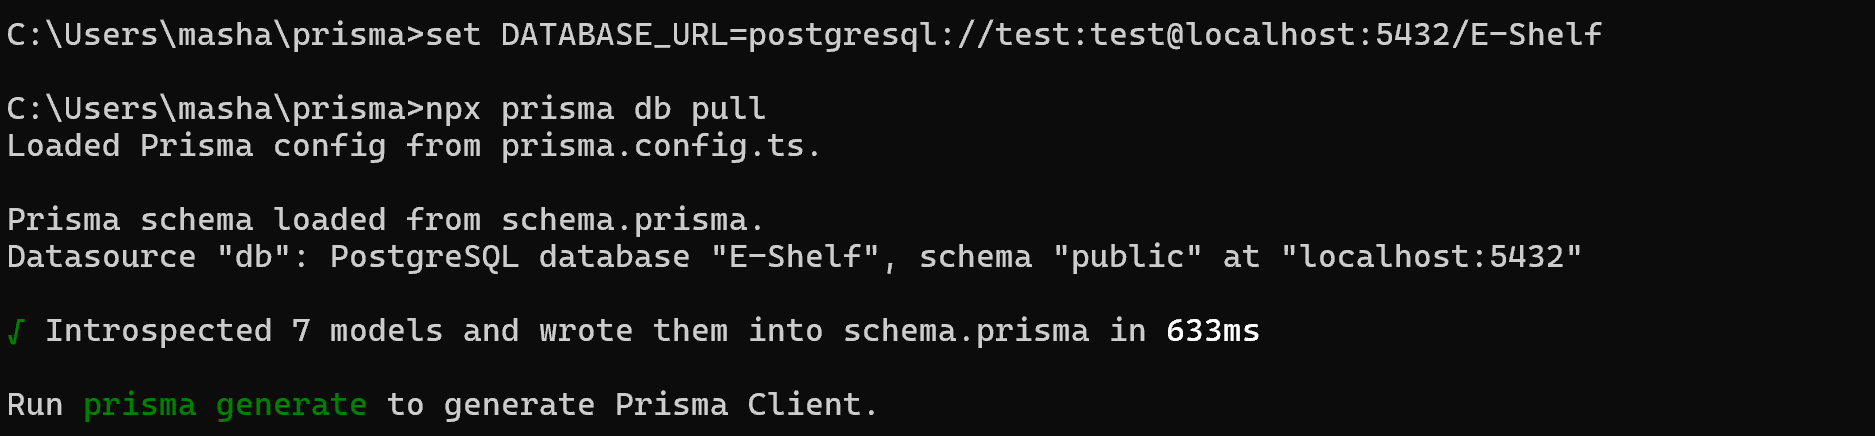 C:\Users\masha\prisma>set DATABASE_URL=postgresql://test:test@localhost:5432/E-Shelf
C:\Users\masha\prisma>npx prisma db pull
Loaded Prisma config from prisma.config.ts.
Prisma schema loaded from schema.prisma.
Datasource "db": PostgreSQL database "E-Shelf", schema "public" at "localhost:5432"
√ Introspected 7 models and wrote them into schema.prisma in 633ms
Run prisma generate to generate Prisma Client.